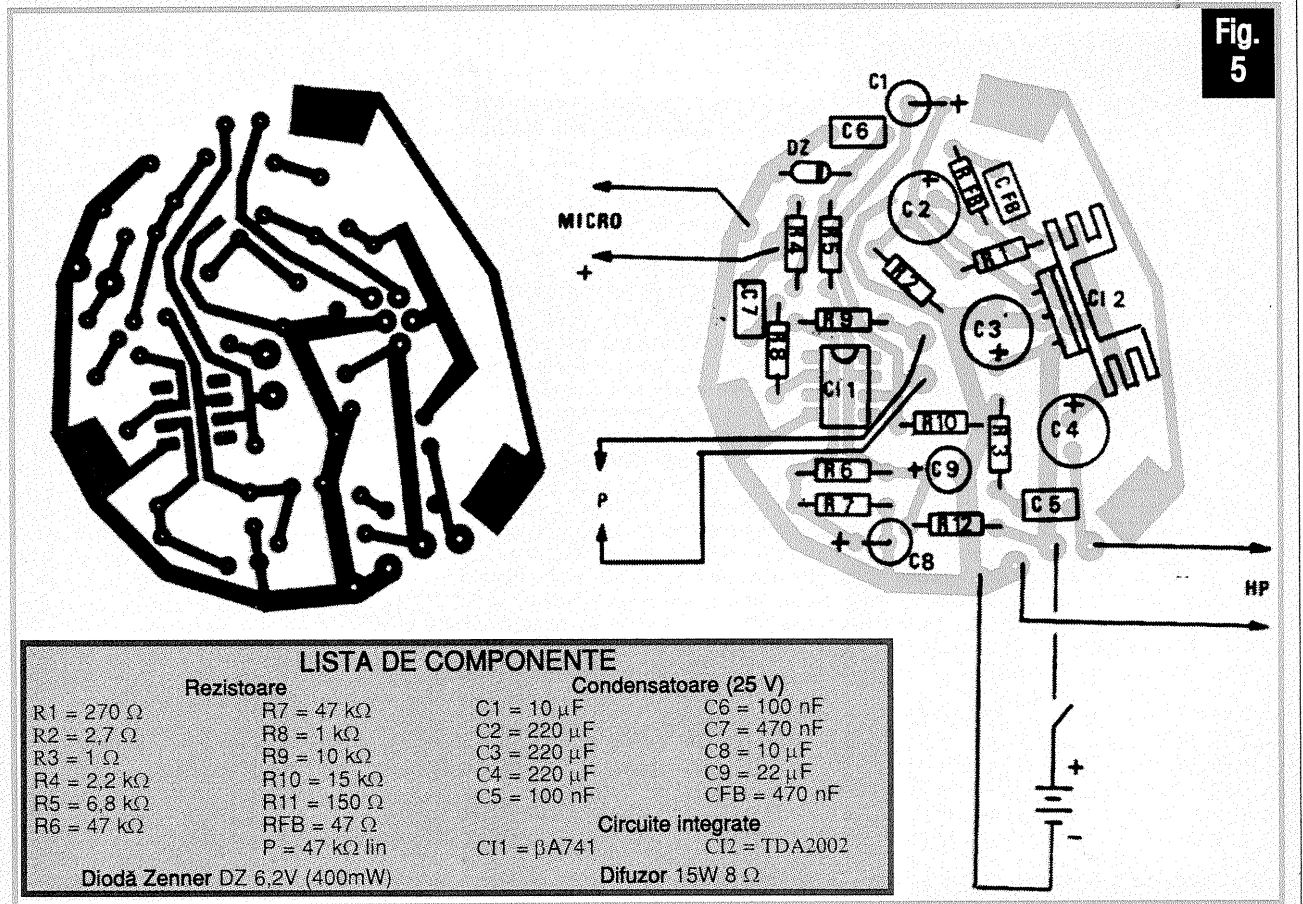 Fig.
5
C1
+
C6
DZ
MICRO
+
R4
R5
+
C2
R FB
C FB
R1
R2
CI 2
C7
R8
R9
C3
+
CI 1
R10
R3
+
C4
P
R6
+
C9
R7
C5
R12
+
C8
HP
+
−
LISTA DE COMPONENTE
Rezistoare
R1 = 270 Ω
R2 = 2,7 Ω
R3 = 1 Ω
R4 = 2,2 kΩ
R5 = 6,8 kΩ
R6 = 47 kΩ
R7 = 47 kΩ
R8 = 1 kΩ
R9 = 10 kΩ
R10 = 15 kΩ
R11 = 150 Ω
RFB = 47 Ω
P = 47 kΩ lin
Condensatoare (25 V)
C1 = 10 μF
C2 = 220 μF
C3 = 220 μF
C4 = 220 μF
C5 = 100 nF
C6 = 100 nF
C7 = 470 nF
C8 = 10 μF
C9 = 22 μF
CFB = 470 nF
Circuite integrate
CI1 = βA741
CI2 = TDA2002
Diodă Zenner DZ 6,2V (400mW)
Difuzor 15W 8 Ω